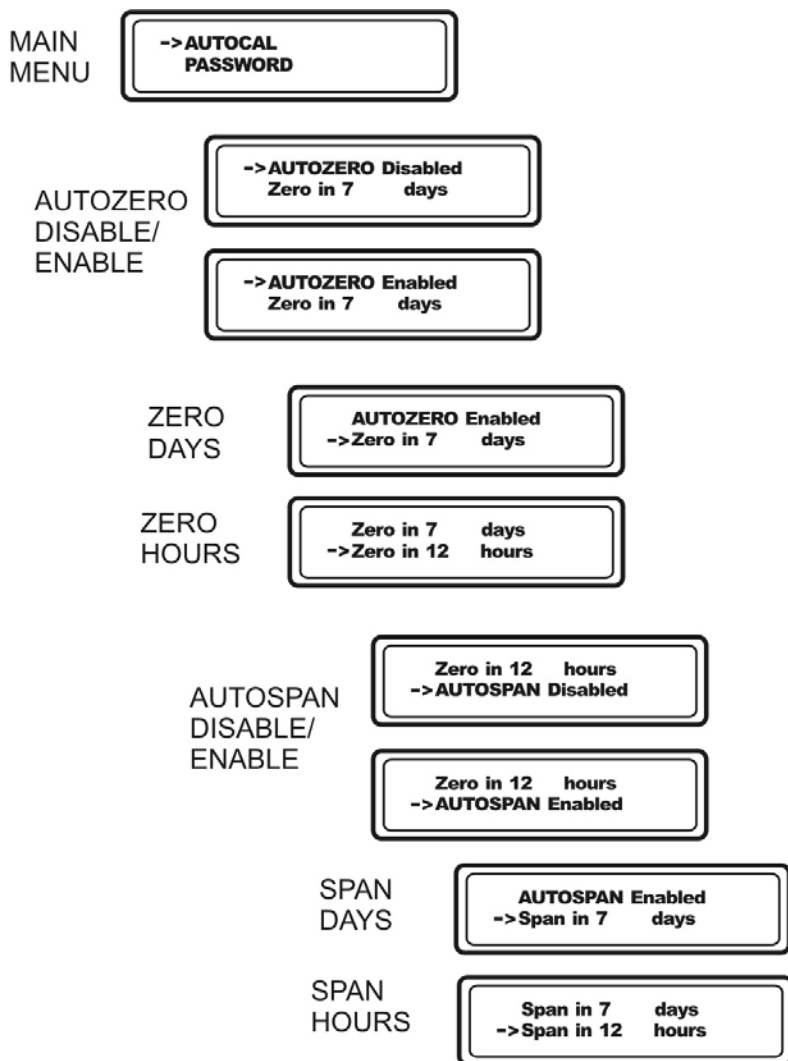 MAIN
MENU
->AUTOCAL
PASSWORD
AUTOZERO
DISABLE/
ENABLE
->AUTOZERO Disabled
Zero in 7 days
->AUTOZERO Enabled
Zero in 7 days
ZERO
DAYS
AUTOZERO Enabled
->Zero in 7 days
ZERO
HOURS
Zero in 7 days
->Zero in 12 hours
AUTOSPAN
DISABLE/
ENABLE
Zero in 12 hours
->AUTOSPAN Disabled
Zero in 12 hours
->AUTOSPAN Enabled
SPAN
DAYS
AUTOSPAN Enabled
->Span in 7 days
SPAN
HOURS
Span in 7 days
->Span in 12 hours